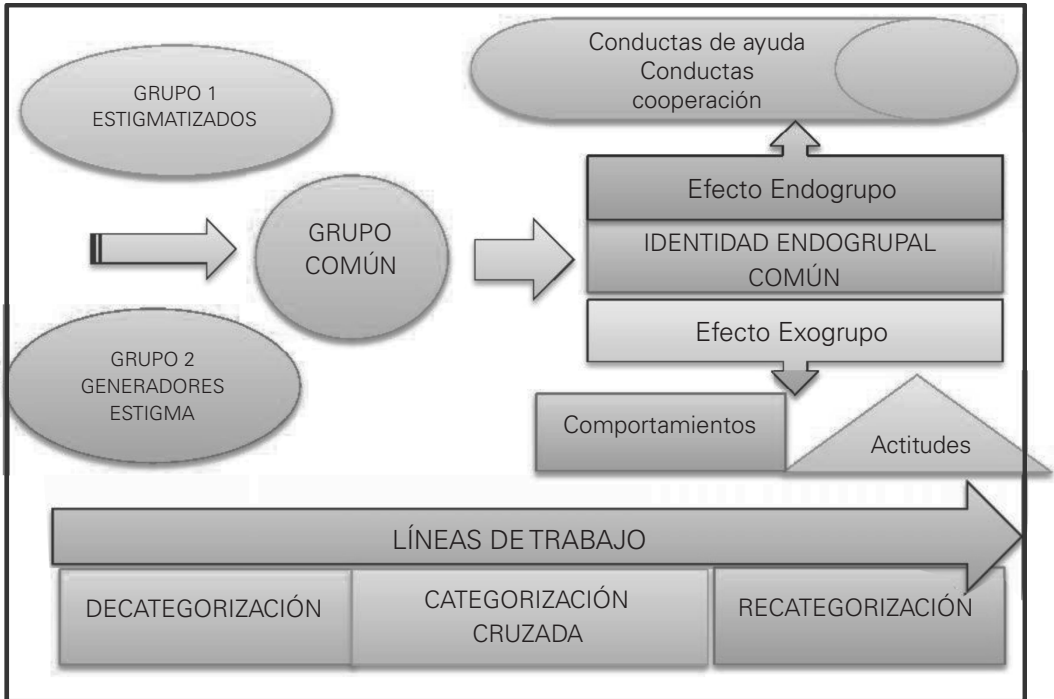 GRUPO 1
ESTIGMATIZADOS
GRUPO
COMÚN
GRUPO 2
GENERADORES
ESTIGMA
Conductas de ayuda
Conductas
cooperación
Efecto Endogrupo
IDENTIDAD ENDOGRUPAL
COMÚN
Efecto Exogrupo
Comportamientos
Actitudes
LÍNEAS DE TRABAJO
DECATEGORIZACIÓN
CATEGORIZACIÓN
CRUZADA
RECATEGORIZACIÓN